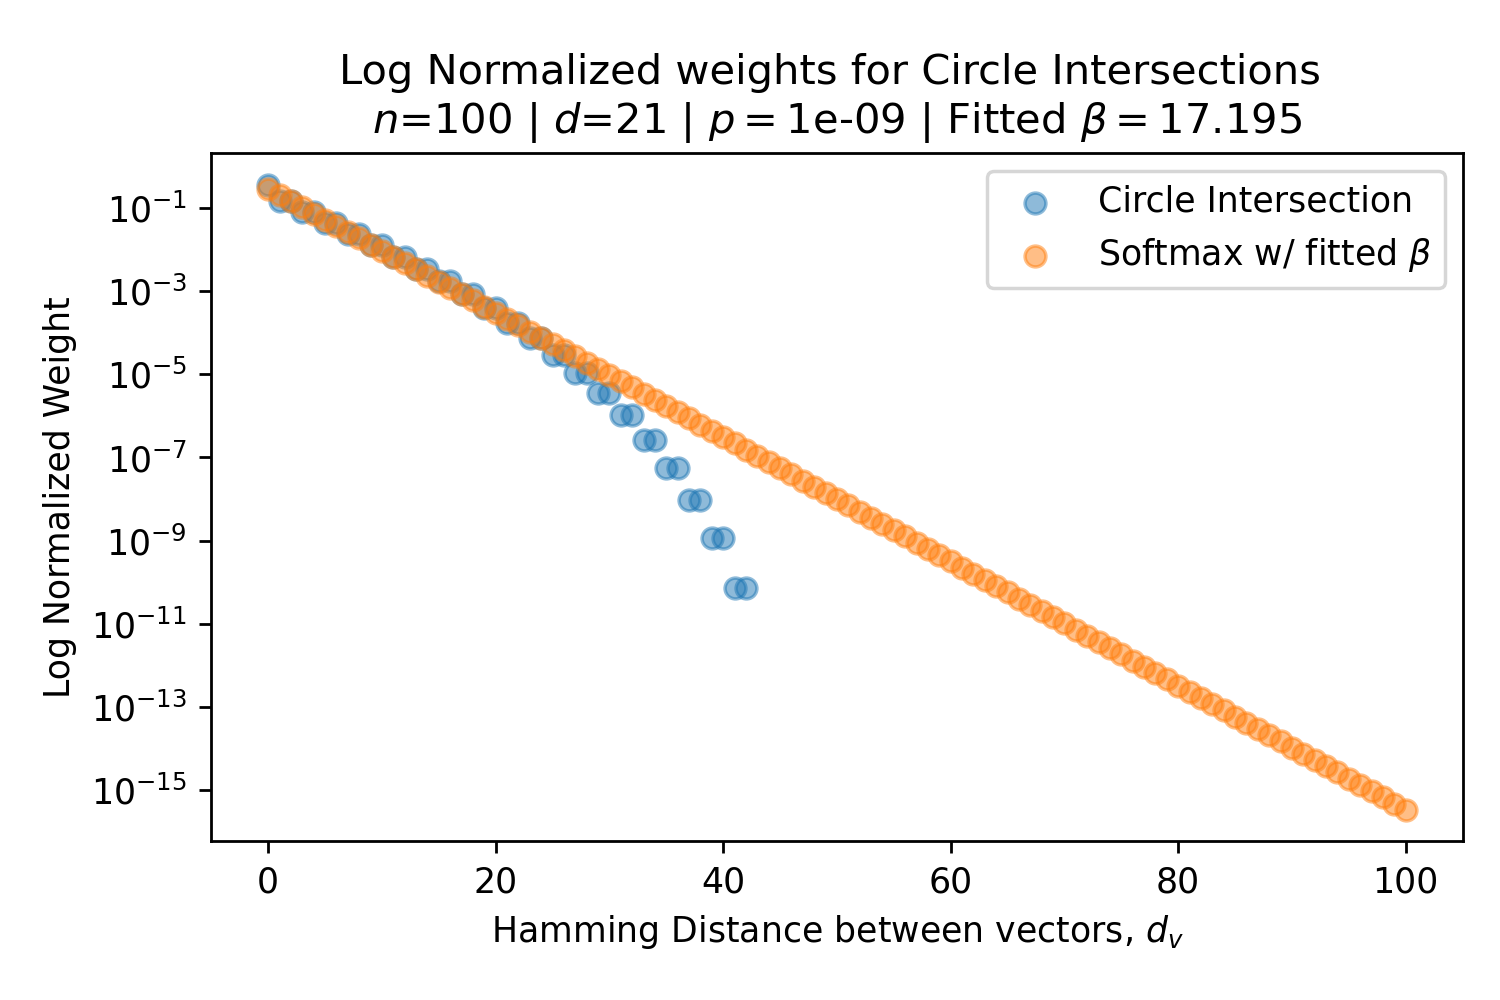 Log Normalized weights for Circle Intersections
n=100 | d=21 | p = 1e-09 | Fitted β = 17.195
Circle Intersection
Softmax w/ fitted β
Log Normalized Weight
10⁻¹
10⁻³
10⁻⁵
10⁻⁷
10⁻⁹
10⁻¹¹
10⁻¹³
10⁻¹⁵
0 20 40 60 80 100
Hamming Distance between vectors, dᵥ